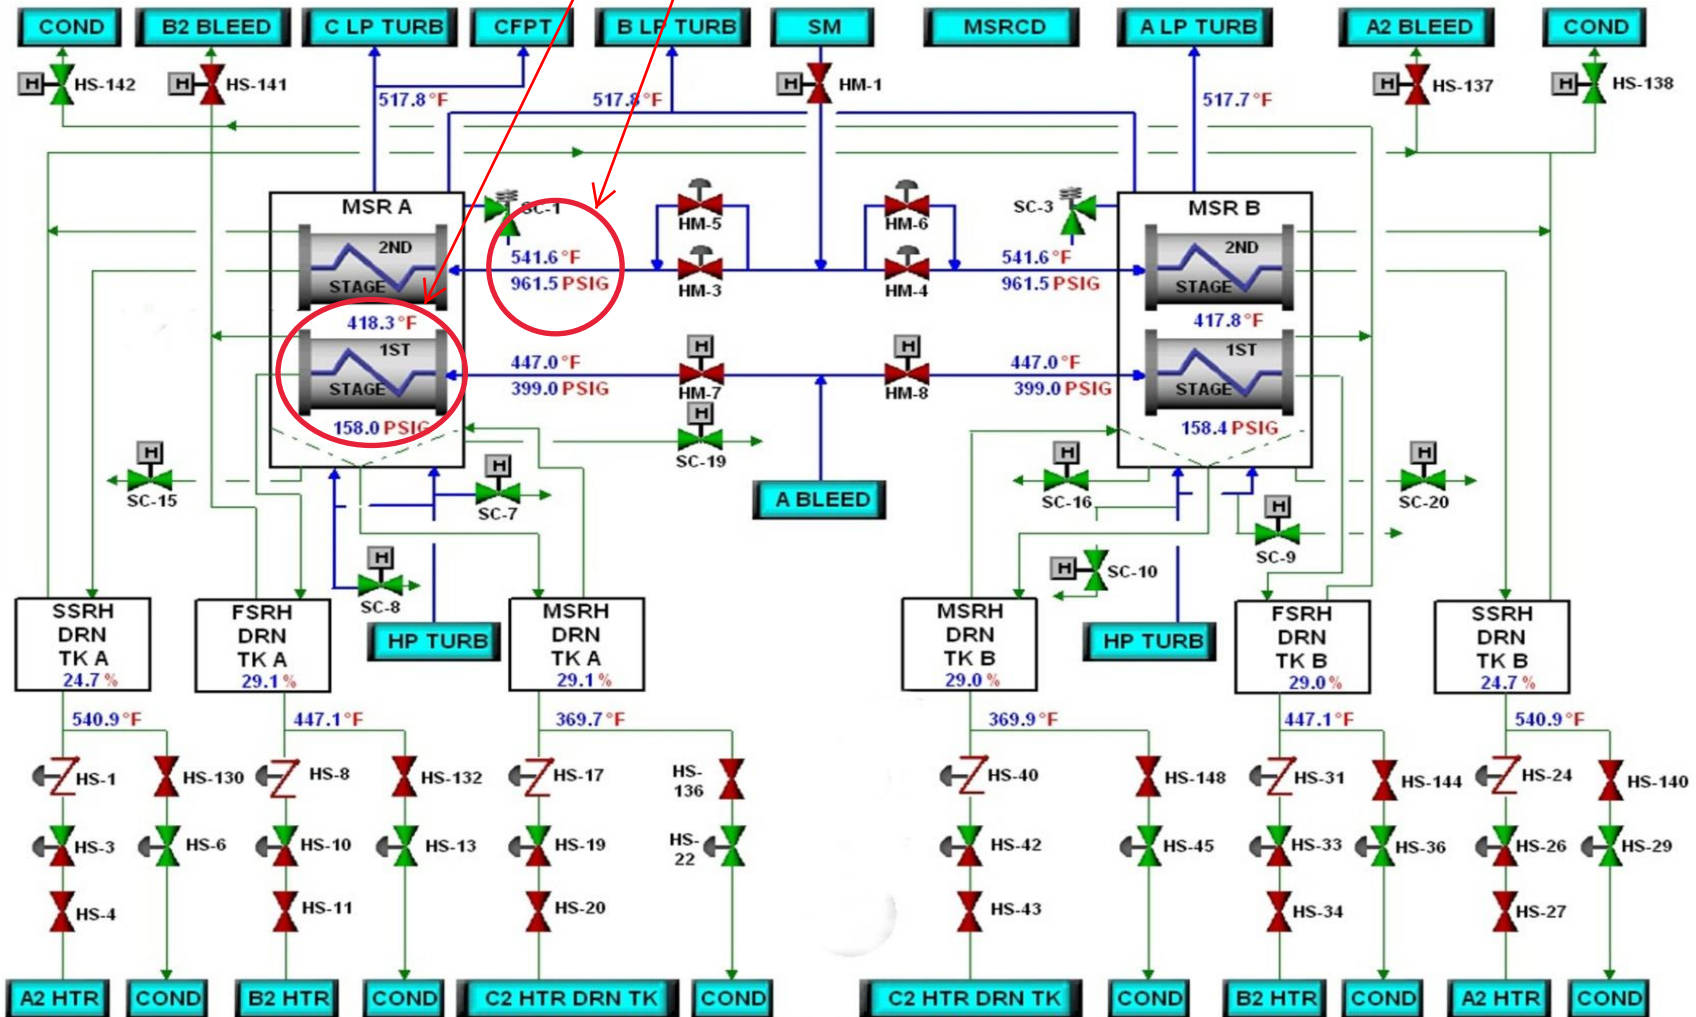 COND
B2 BLEED
C LP TURB
CFPT
B LP TURB
SM
MSRCD
A LP TURB
A2 BLEED
COND
H HS-142
H HS-141
H HM-1
H HS-137
H HS-138
517.8°F
517.8°F
517.7°F
MSR A
MSR B
SC-1
HM-5
HM-6
SC-3
2ND
STAGE
541.6°F
961.5 PSIG
HM-3
HM-4
541.6°F
961.5 PSIG
2ND
STAGE
418.3°F
417.8°F
1ST
STAGE
447.0°F
399.0 PSIG
H
HM-7
H
HM-8
447.0°F
399.0 PSIG
1ST
STAGE
158.0 PSIG
158.4 PSIG
H
SC-19
H
SC-15
H
SC-7
A BLEED
H
SC-16
H
SC-20
H
SC-9
H
SC-8
H SC-10
SSRH
DRN
TK A
24.7 %
FSRH
DRN
TK A
29.1 %
HP TURB
MSRH
DRN
TK A
29.1 %
MSRH
DRN
TK B
29.0 %
HP TURB
FSRH
DRN
TK B
29.0 %
SSRH
DRN
TK B
24.7 %
540.9°F
447.1°F
369.7°F
369.9°F
447.1°F
540.9°F
HS-1
HS-130
HS-8
HS-132
HS-17
HS-
136
HS-40
HS-148
HS-31
HS-144
HS-24
HS-140
HS-3
HS-6
HS-10
HS-13
HS-19
HS-
22
HS-42
HS-45
HS-33
HS-36
HS-26
HS-29
HS-4
HS-11
HS-20
HS-43
HS-34
HS-27
A2 HTR
COND
B2 HTR
COND
C2 HTR DRN TK
COND
C2 HTR DRN TK
COND
B2 HTR
COND
A2 HTR
COND